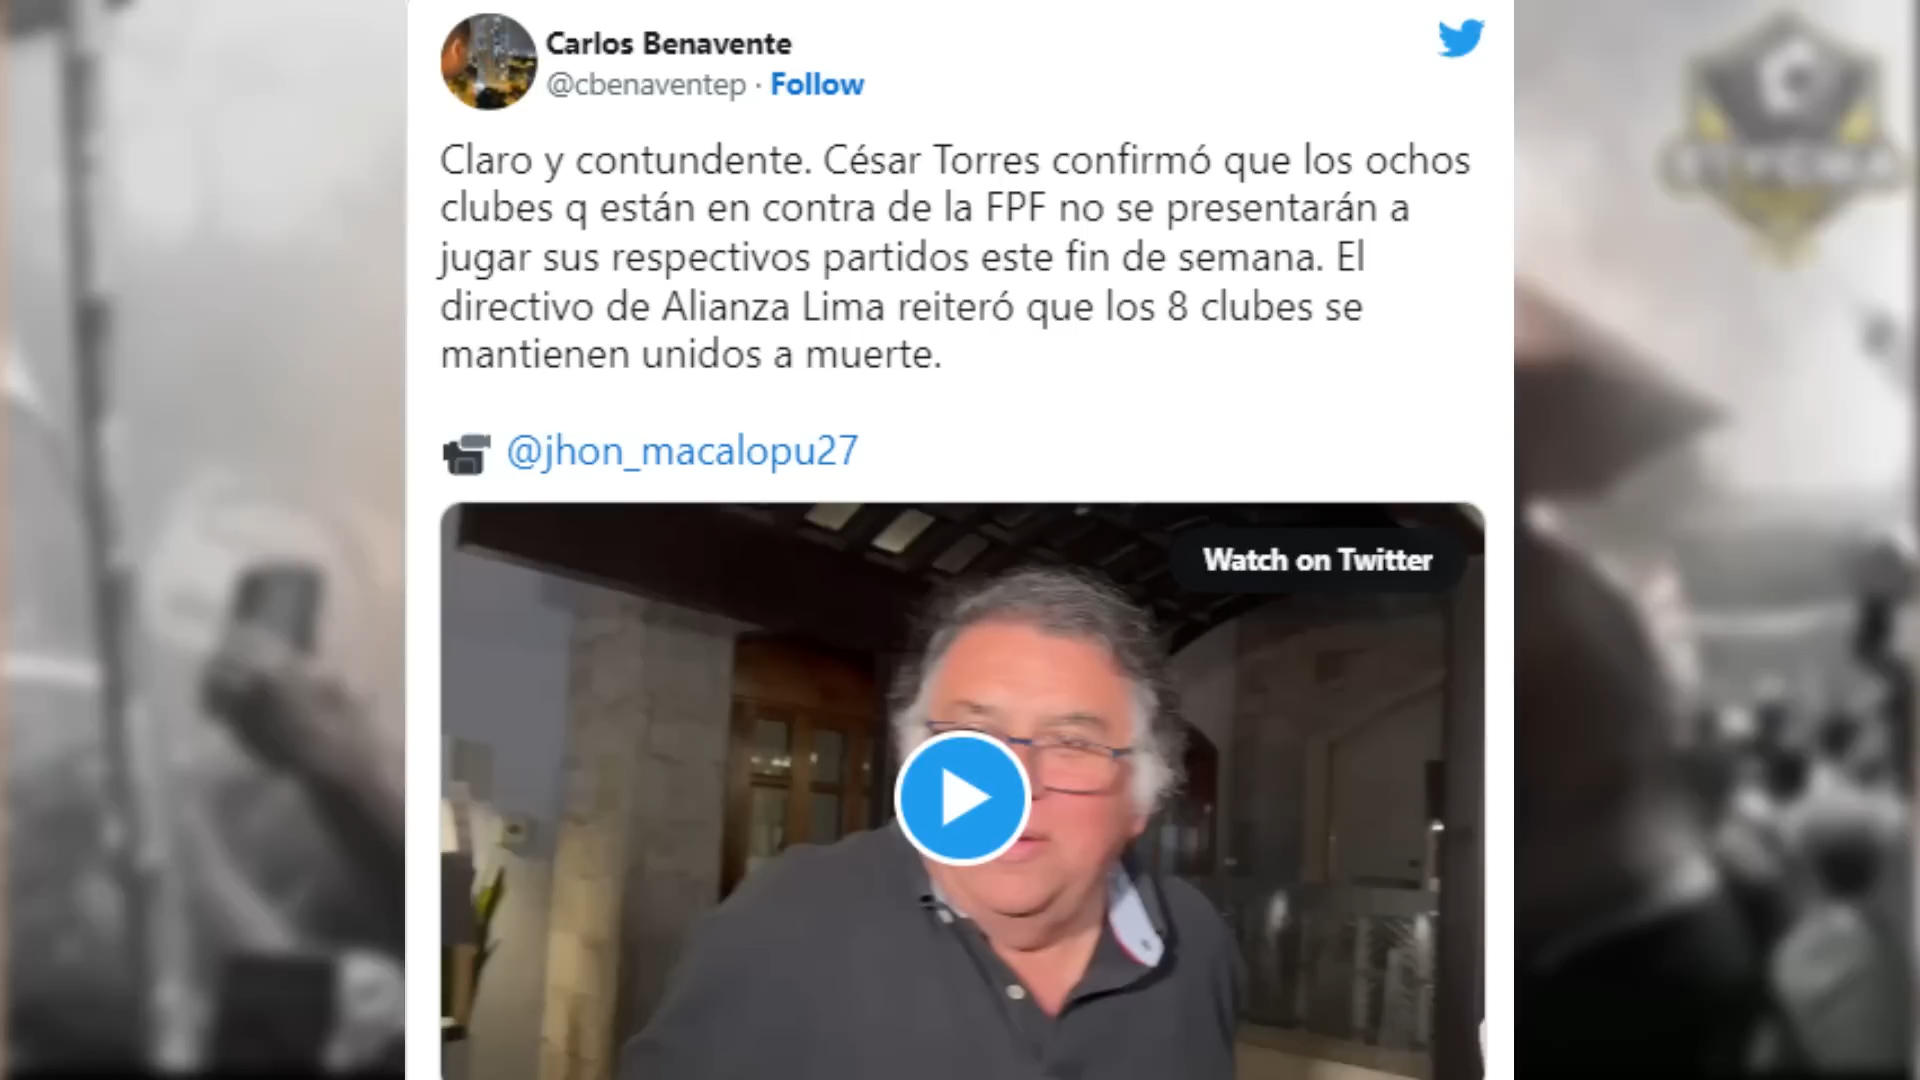 Carlos Benavente
@cbenaventep · Follow
Claro y contundente. César Torres confirmó que los ochos
clubes q están en contra de la FPF no se presentarán a
jugar sus respectivos partidos este fin de semana. El
directivo de Alianza Lima reiteró que los 8 clubes se
mantienen unidos a muerte.
@jhon_macalopu27
Watch on Twitter